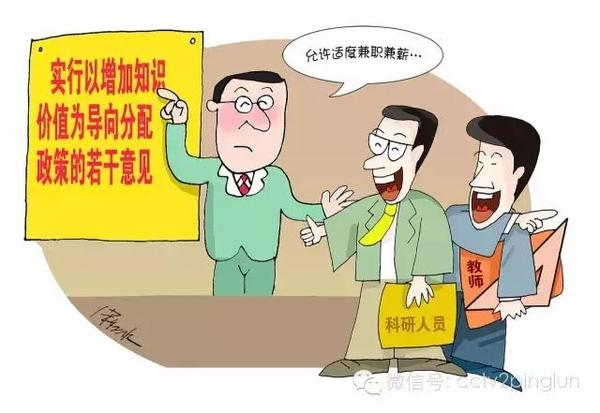 实行以增加知识
价值为导向分配
政策的若干意见
允许适度兼职兼薪…
教师
科研人员
微信号: cctv2pinglun